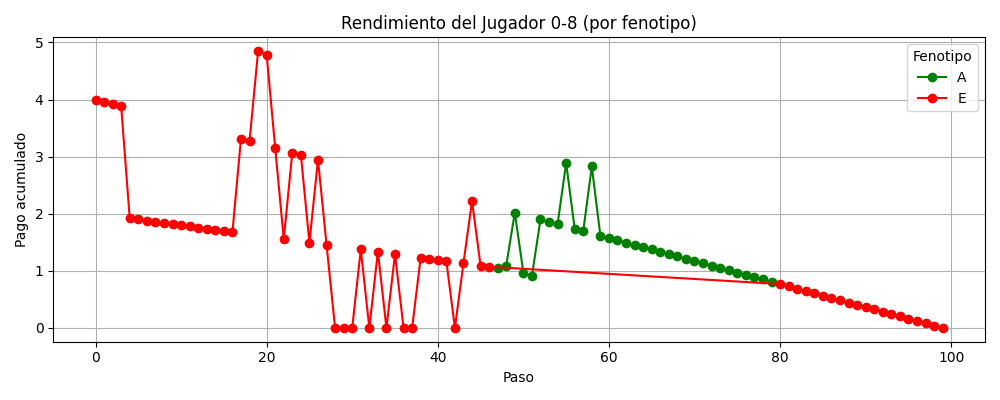 Rendimiento del Jugador 0-8 (por fenotipo)
Pago acumulado
5
4
3
2
1
0
Fenotipo
A
E
0 20 40 60 80 100
Paso